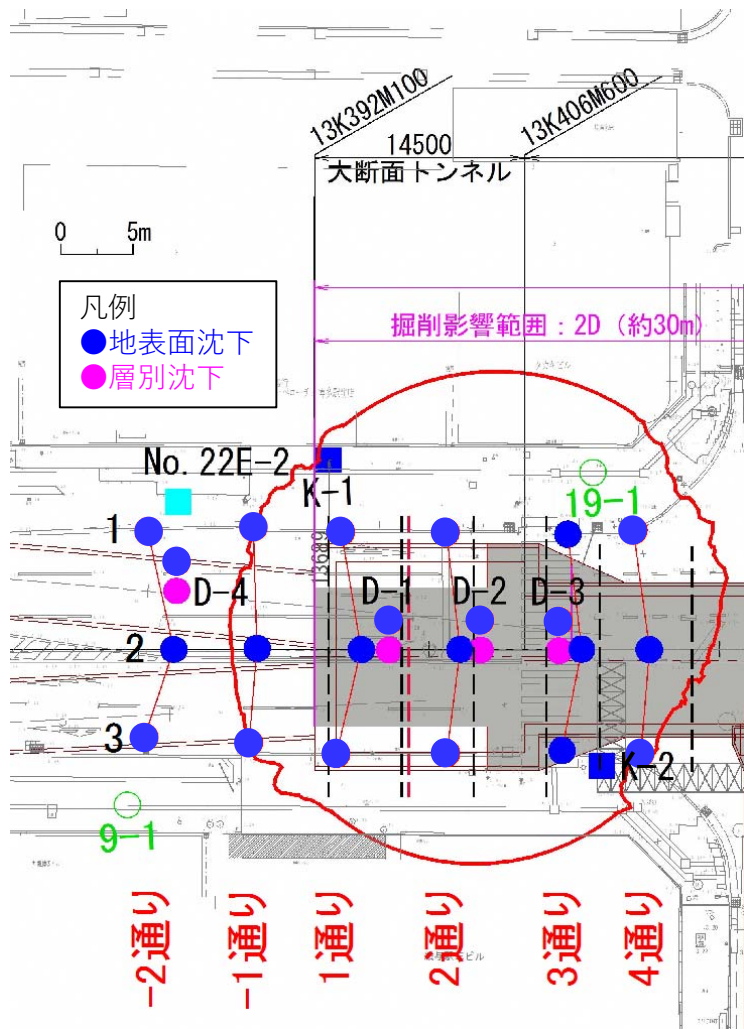 13K392M100
13K406M600
14500
大断面トンネル
0 5m
凡例
地表面沈下
層別沈下
掘削影響範囲：2D（約30m）
No. 22E-2
K-1
19-1
1
3689
D-4
D-1
D-2
D-3
2
3
K-2
9-1
-2通り
-1通り
1通り
2通り
3通り
4通り